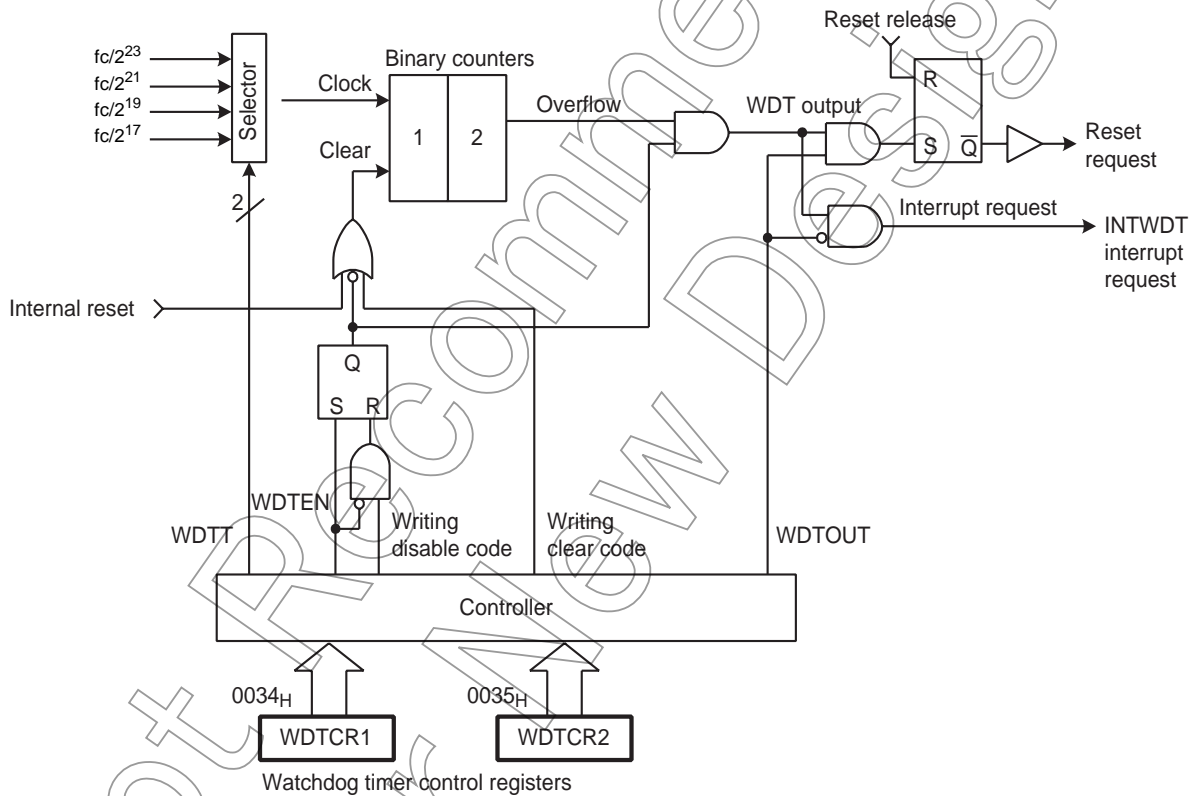 Reset release
fc/2²³
fc/2²¹
fc/2¹⁹
fc/2¹⁷
Selector
Binary counters
Clock
Clear
1
2
Overflow
WDT output
R
S
Q̅
Reset
request
2
Interrupt request
INTWDT
interrupt
request
Internal reset
Q
S
R
WDTT
WDTEN
Writing
disable code
Writing
clear code
WDTOUT
Controller
0034H
0035H
WDTCR1
WDTCR2
Watchdog timer control registers